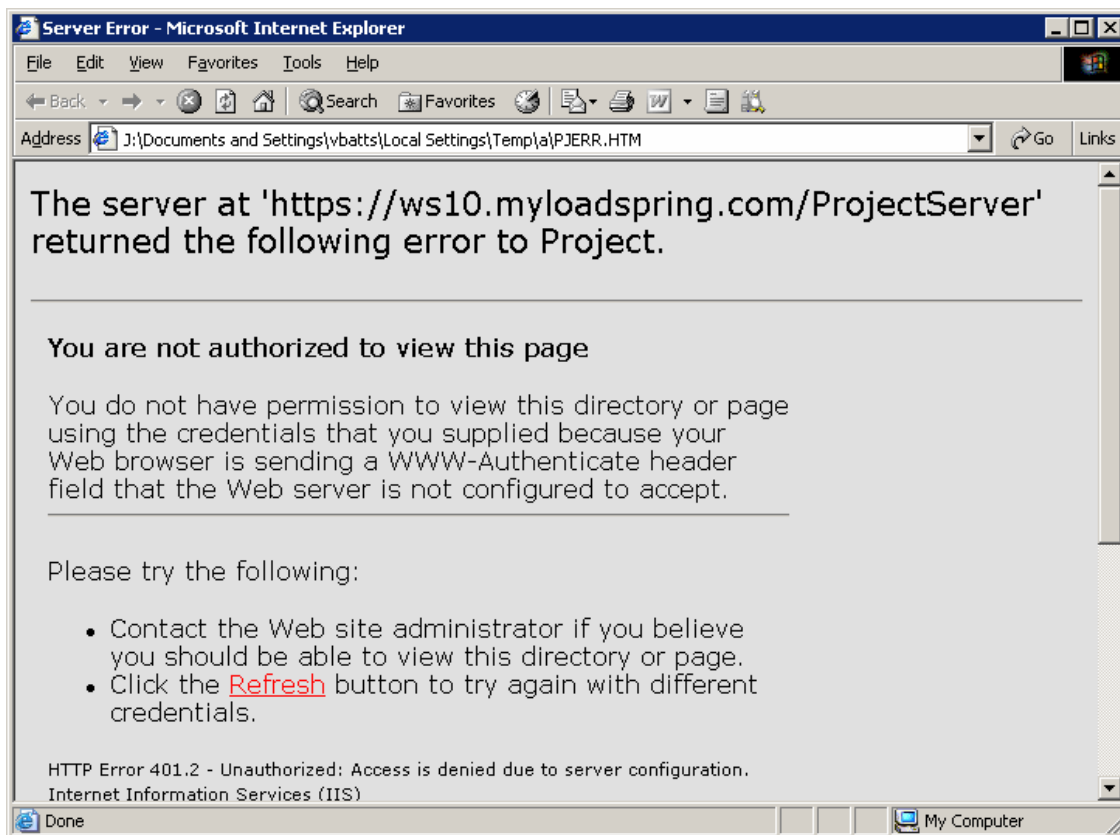 Server Error - Microsoft Internet Explorer
File Edit View Favorites Tools Help
Back Search Favorites
Address J:\Documents and Settings\vbatts\Local Settings\Temp\a\PJERR.HTM Go Links
The server at 'https://ws10.myloadspring.com/ProjectServer'
returned the following error to Project.
You are not authorized to view this page
You do not have permission to view this directory or page
using the credentials that you supplied because your
Web browser is sending a WWW-Authenticate header
field that the Web server is not configured to accept.
Please try the following:
• Contact the Web site administrator if you believe
you should be able to view this directory or page.
• Click the Refresh button to try again with different
credentials.
HTTP Error 401.2 - Unauthorized: Access is denied due to server configuration.
Internet Information Services (IIS)
Done My Computer